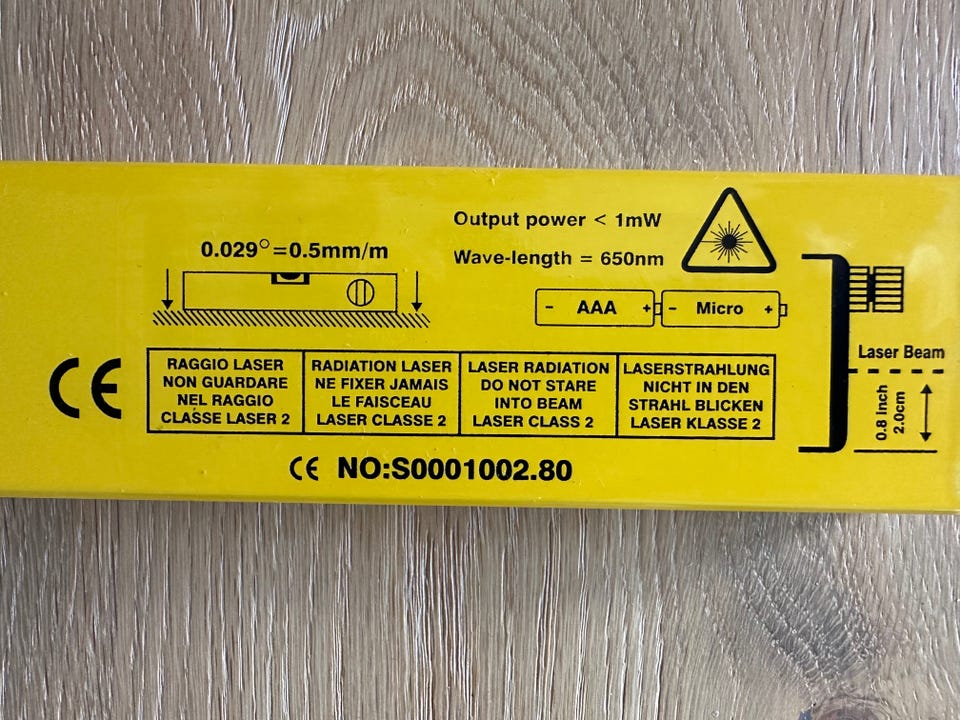 Output power < 1mW
Wave-length = 650nm
0.029°=0.5mm/m
- AAA + - Micro +
Laser Beam
0.8 Inch
2.0cm
CE
RAGGIO LASER
NON GUARDARE
NEL RAGGIO
CLASSE LASER 2
RADIATION LASER
NE FIXER JAMAIS
LE FAISCEAU
LASER CLASSE 2
LASER RADIATION
DO NOT STARE
INTO BEAM
LASER CLASS 2
LASERSTRAHLUNG
NICHT IN DEN
STRAHL BLICKEN
LASER KLASSE 2
CE NO:S0001002.80